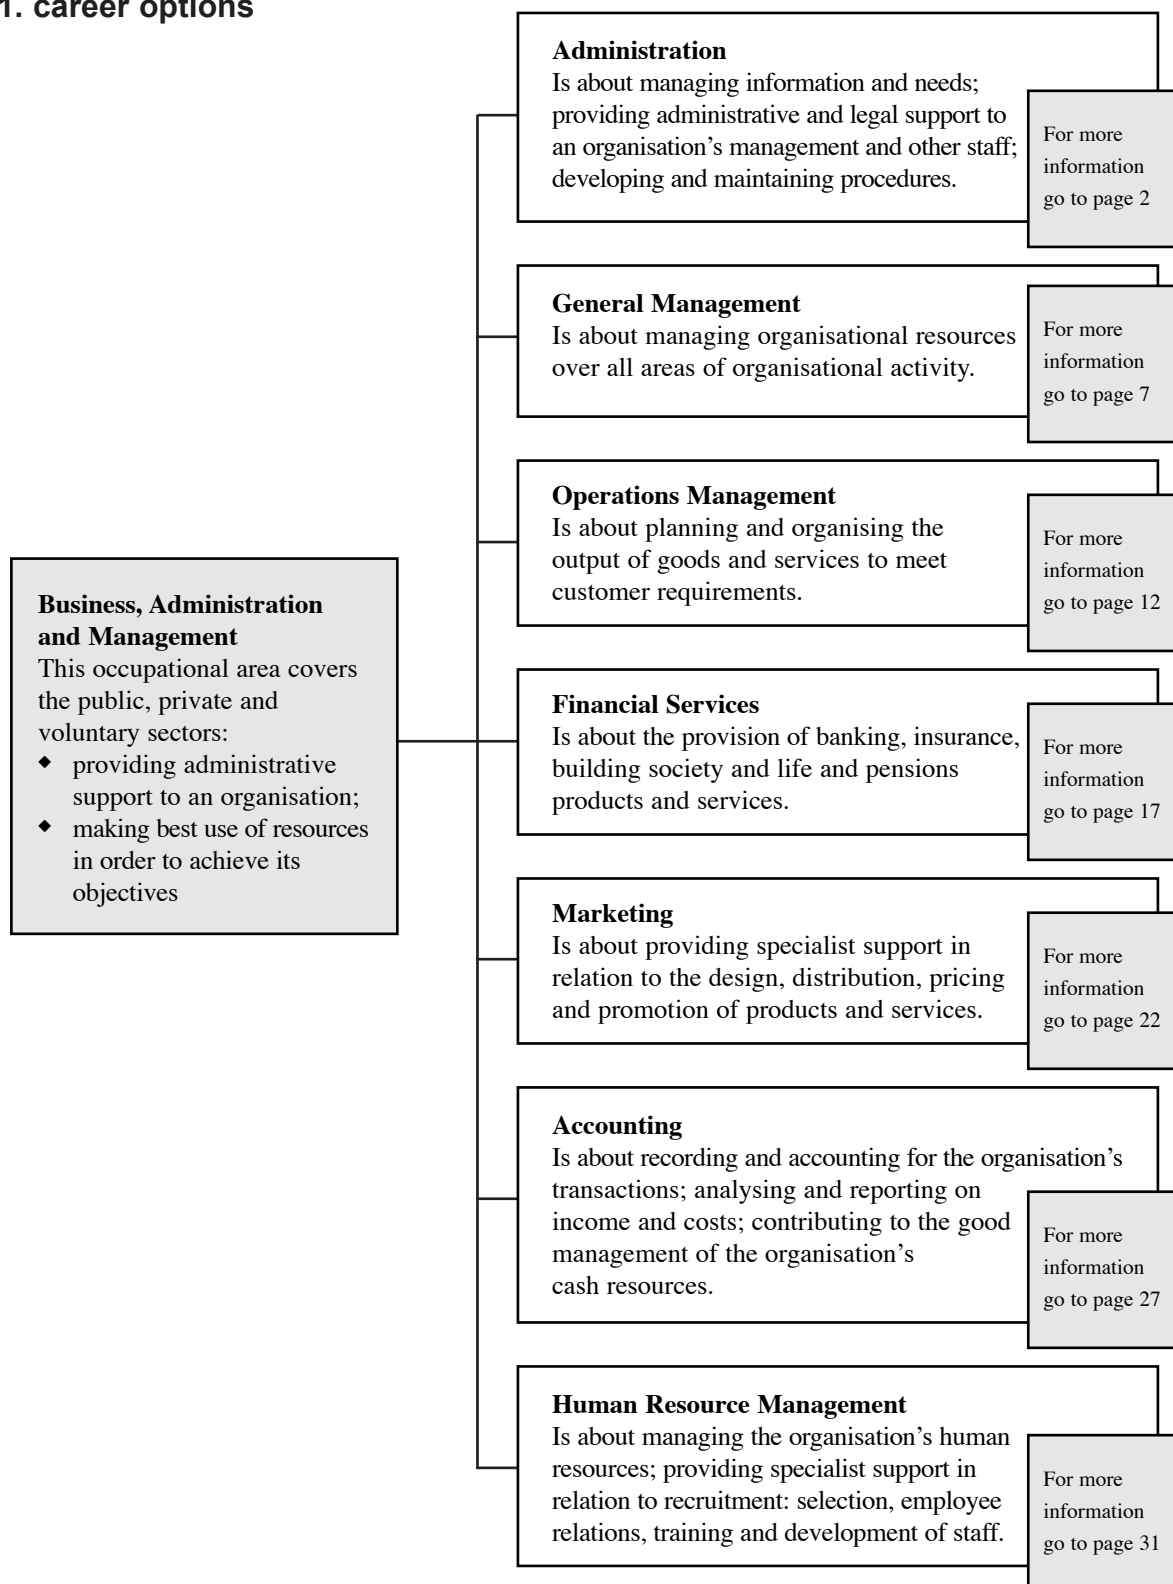 1. career options
Administration
Is about managing information and needs;
providing administrative and legal support to
an organisation’s management and other staff;
developing and maintaining procedures.
For more
information
go to page 2
General Management
Is about managing organisational resources
over all areas of organisational activity.
For more
information
go to page 7
Operations Management
Is about planning and organising the
output of goods and services to meet
customer requirements.
For more
information
go to page 12
Business, Administration
and Management
This occupational area covers
the public, private and
voluntary sectors:
◆ providing administrative
support to an organisation;
◆ making best use of resources
in order to achieve its
objectives
Financial Services
Is about the provision of banking, insurance,
building society and life and pensions
products and services.
For more
information
go to page 17
Marketing
Is about providing specialist support in
relation to the design, distribution, pricing
and promotion of products and services.
For more
information
go to page 22
Accounting
Is about recording and accounting for the organisation’s
transactions; analysing and reporting on
income and costs; contributing to the good
management of the organisation’s
cash resources.
For more
information
go to page 27
Human Resource Management
Is about managing the organisation’s human
resources; providing specialist support in
relation to recruitment: selection, employee
relations, training and development of staff.
For more
information
go to page 31